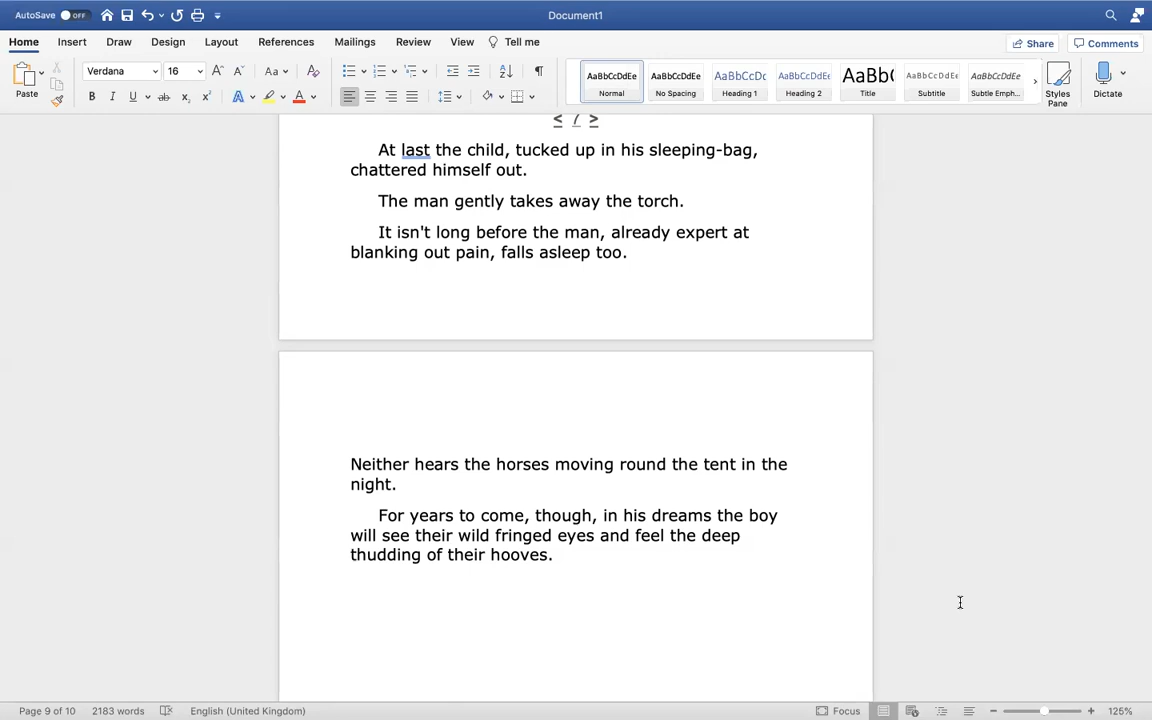 AutoSave OFF
Document1
Home Insert Draw Design Layout References Mailings Review View Tell me
Share Comments
Paste
Verdana 16
Aa
B I U ab x₂ x² A A
AaBbCcDdEe AaBbCcDdEe AaBbCcDc AaBbCcDdEe AaBb( AaBbCcDdEe AaBbCcDdEe
Normal No Spacing Heading 1 Heading 2 Title Subtitle Subtle Emph...
Styles Pane
Dictate
< 7 >
At last the child, tucked up in his sleeping-bag,
chattered himself out.
The man gently takes away the torch.
It isn't long before the man, already expert at
blanking out pain, falls asleep too.
Neither hears the horses moving round the tent in the
night.
For years to come, though, in his dreams the boy
will see their wild fringed eyes and feel the deep
thudding of their hooves.
Page 9 of 10 2183 words English (United Kingdom)
Focus 125%